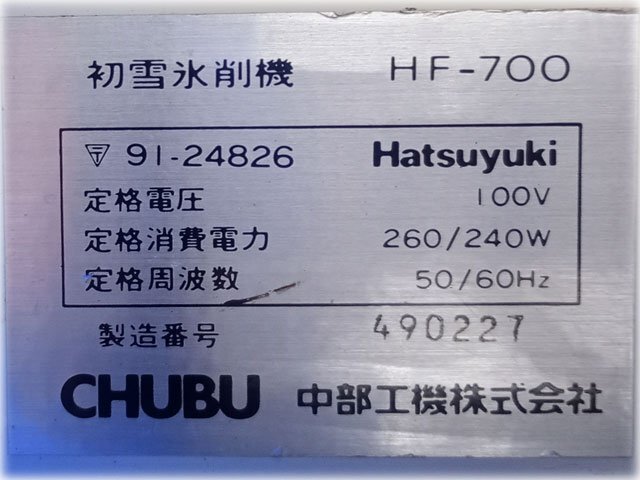 初雪氷削機 HF-700
〒 91-24826 Hatsuyuki
定格電圧 100V
定格消費電力 260/240W
定格周波数 50/60Hz
製造番号 490227
CHUBU 中部工機株式会社